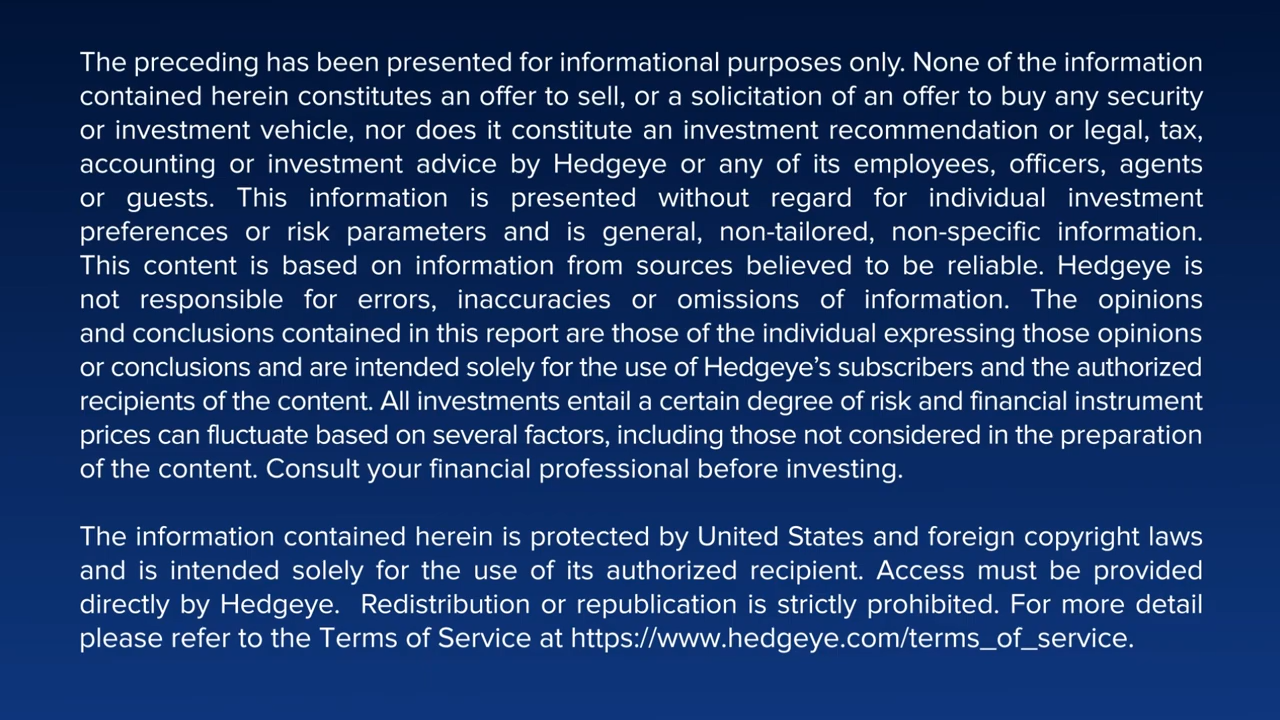 The preceding has been presented for informational purposes only. None of the information
contained herein constitutes an offer to sell, or a solicitation of an offer to buy any security
or investment vehicle, nor does it constitute an investment recommendation or legal, tax,
accounting or investment advice by Hedgeye or any of its employees, officers, agents
or guests. This information is presented without regard for individual investment
preferences or risk parameters and is general, non-tailored, non-specific information.
This content is based on information from sources believed to be reliable. Hedgeye is
not responsible for errors, inaccuracies or omissions of information. The opinions
and conclusions contained in this report are those of the individual expressing those opinions
or conclusions and are intended solely for the use of Hedgeye’s subscribers and the authorized
recipients of the content. All investments entail a certain degree of risk and financial instrument
prices can fluctuate based on several factors, including those not considered in the preparation
of the content. Consult your financial professional before investing.
The information contained herein is protected by United States and foreign copyright laws
and is intended solely for the use of its authorized recipient. Access must be provided
directly by Hedgeye. Redistribution or republication is strictly prohibited. For more detail
please refer to the Terms of Service at https://www.hedgeye.com/terms_of_service.